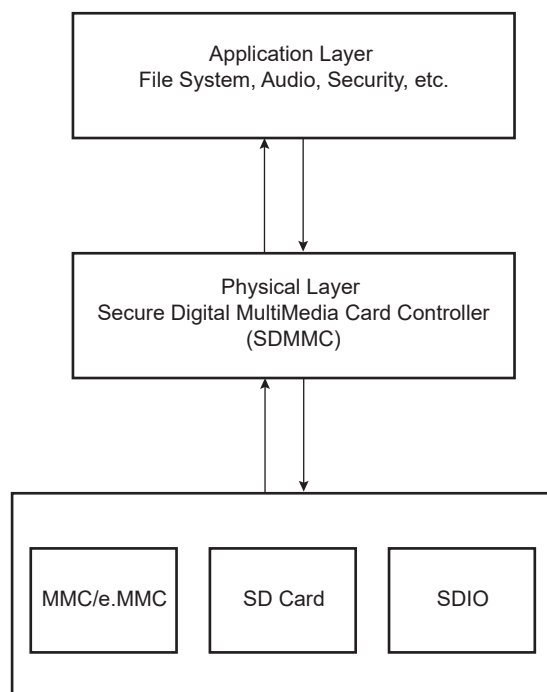 Application Layer
File System, Audio, Security, etc.
Physical Layer
Secure Digital MultiMedia Card Controller
(SDMMC)
MMC/e.MMC
SD Card
SDIO